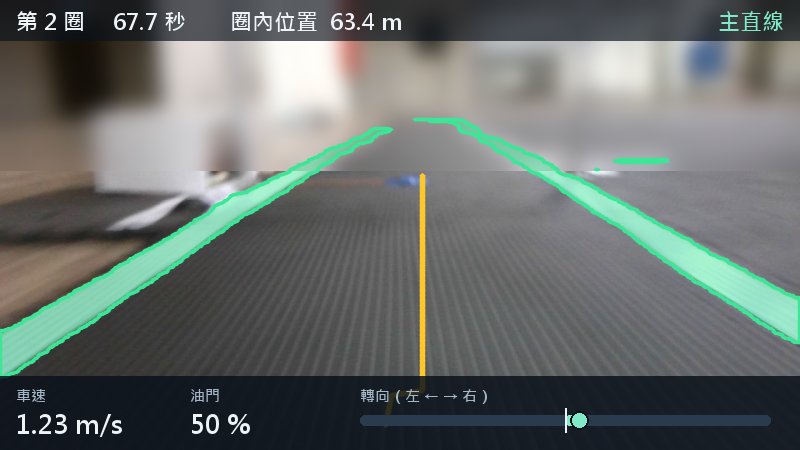 第 2 圈 67.7 秒 圈內位置 63.4 m 主直線
車速 油門 轉向 ( 左 ← → 右 )
1.23 m/s 50 %